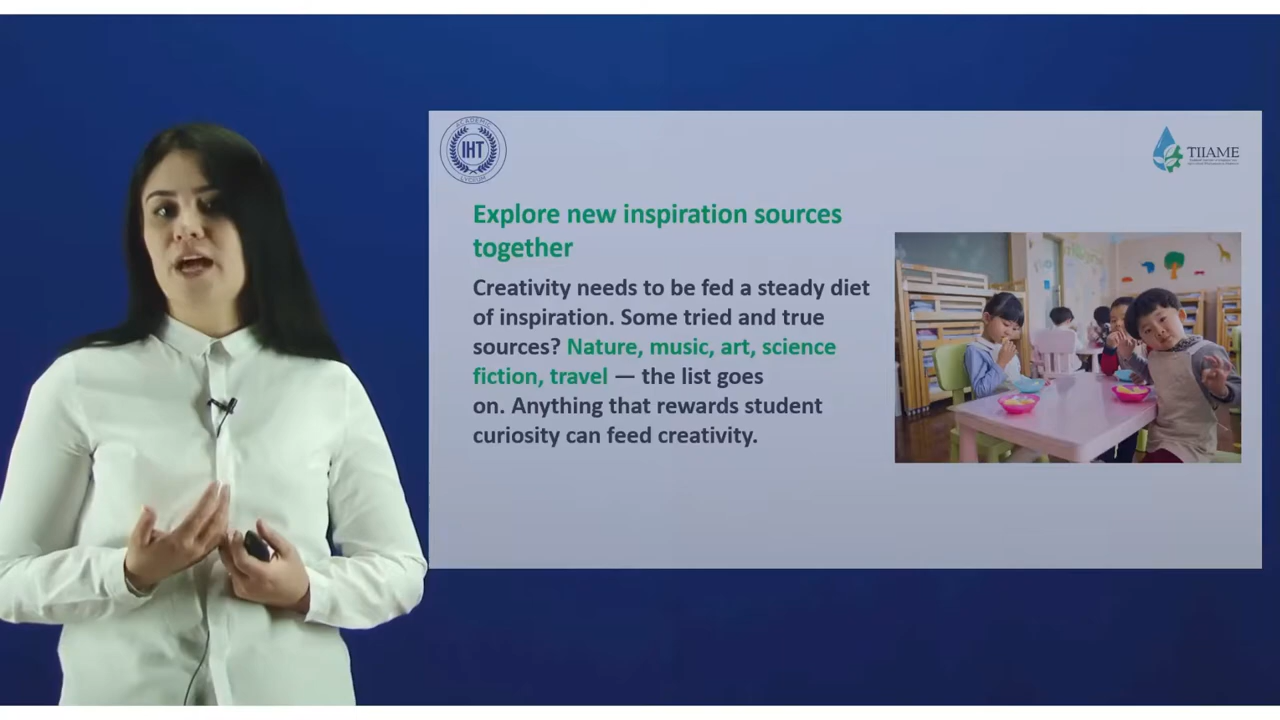 ACADEMIC
IHT
LYCEUM
TIIAME
Explore new inspiration sources
together
Creativity needs to be fed a steady diet
of inspiration. Some tried and true
sources? Nature, music, art, science
fiction, travel — the list goes
on. Anything that rewards student
curiosity can feed creativity.